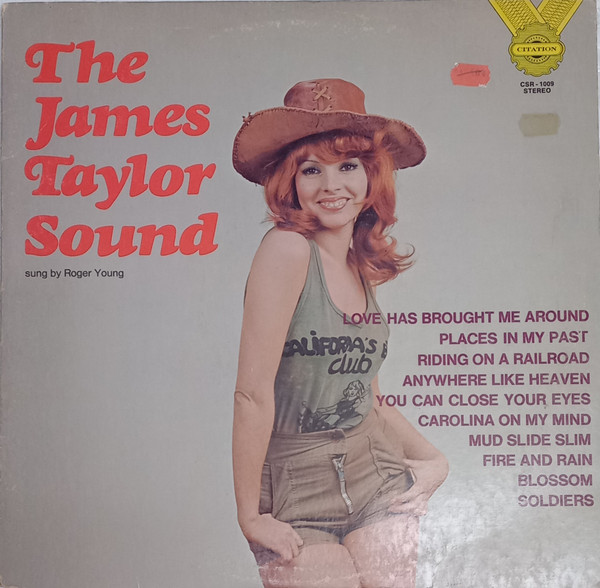 The
James
Taylor
Sound
sung by Roger Young
CITATION
CSR-1009
STEREO
CALIFORNIA'S
club
LOVE HAS BROUGHT ME AROUND
PLACES IN MY PAST
RIDING ON A RAILROAD
ANYWHERE LIKE HEAVEN
YOU CAN CLOSE YOUR EYES
CAROLINA ON MY MIND
MUD SLIDE SLIM
FIRE AND RAIN
BLOSSOM
SOLDIERS